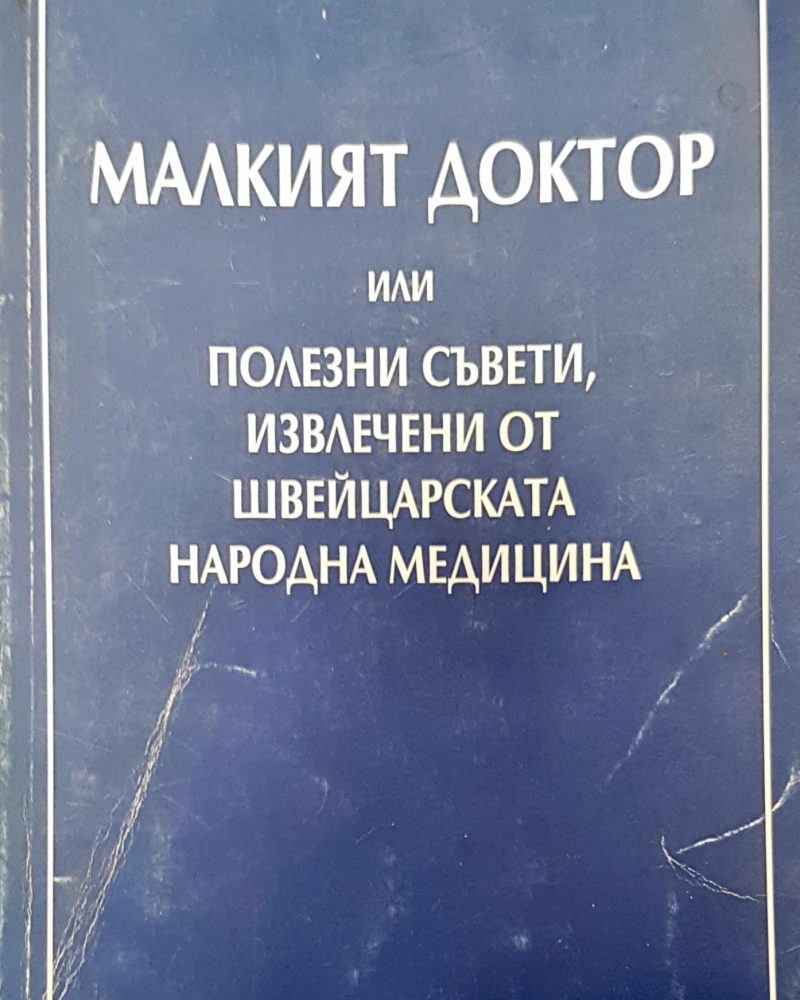 МАЛКИЯТ ДОКТОР
ИЛИ
ПОЛЕЗНИ СЪВЕТИ,
ИЗВЛЕЧЕНИ ОТ
ШВЕЙЦАРСКАТА
НАРОДНА МЕДИЦИНА